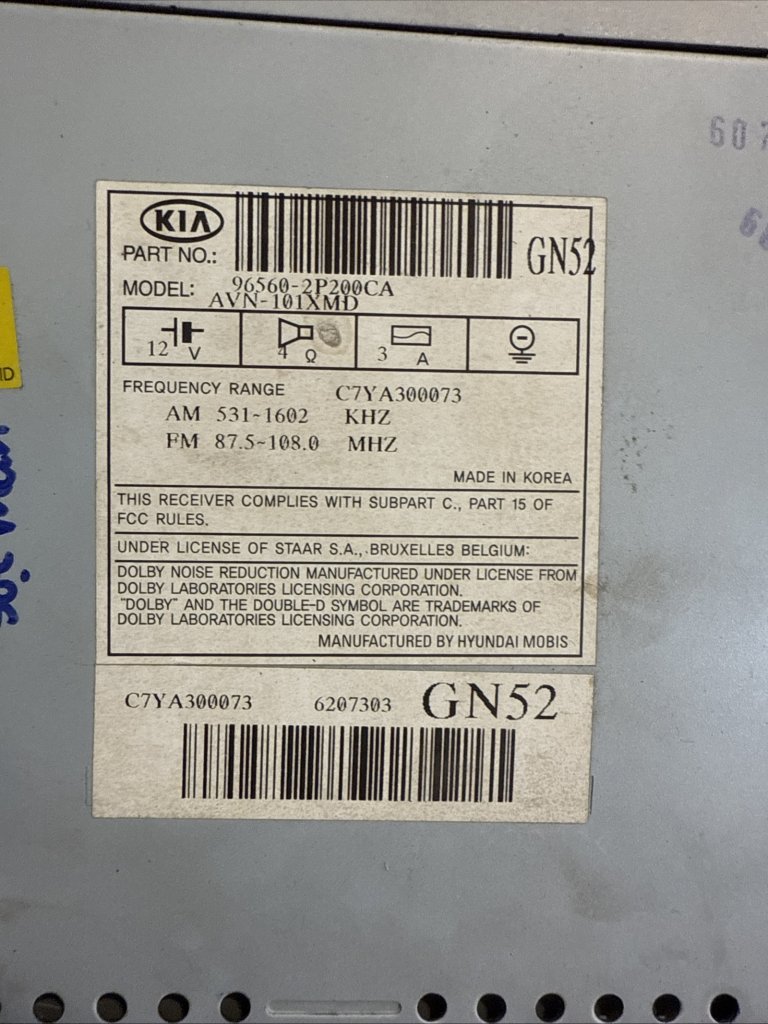 607
KIA
PART NO.:
GN52
96560-2P200CA
MODEL:
AVN-101XMD
12 V
4 Ω
3 A
FREQUENCY RANGE C7YA300073
AM 531~1602 KHZ
FM 87.5~108.0 MHZ
MADE IN KOREA
THIS RECEIVER COMPLIES WITH SUBPART C., PART 15 OF
FCC RULES.
UNDER LICENSE OF STAAR S.A., BRUXELLES BELGIUM:
DOLBY NOISE REDUCTION MANUFACTURED UNDER LICENSE FROM
DOLBY LABORATORIES LICENSING CORPORATION.
"DOLBY" AND THE DOUBLE-D SYMBOL ARE TRADEMARKS OF
DOLBY LABORATORIES LICENSING CORPORATION.
MANUFACTURED BY HYUNDAI MOBIS
C7YA300073 6207303 GN52